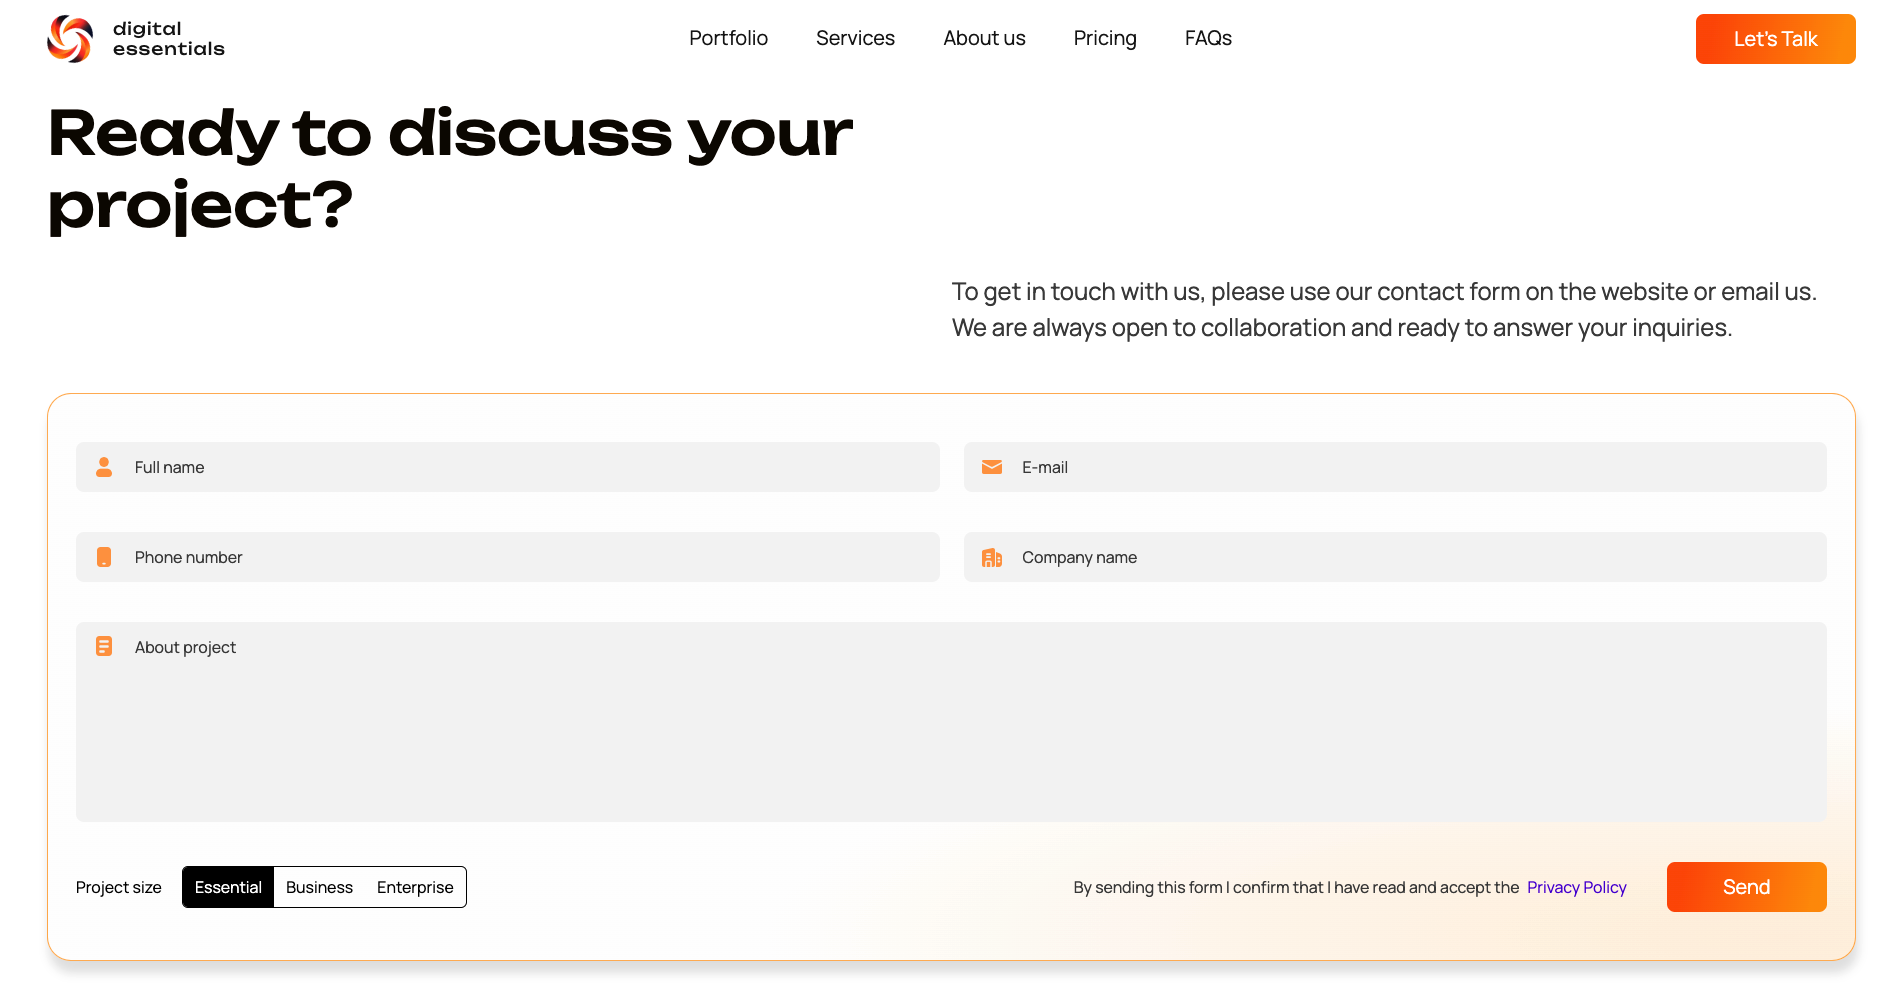 digital
essentials
Portfolio Services About us Pricing FAQs
Let's Talk
Ready to discuss your
project?
To get in touch with us, please use our contact form on the website or email us.
We are always open to collaboration and ready to answer your inquiries.
Full name
E-mail
Phone number
Company name
About project
Project size Essential Business Enterprise
By sending this form I confirm that I have read and accept the Privacy Policy
Send